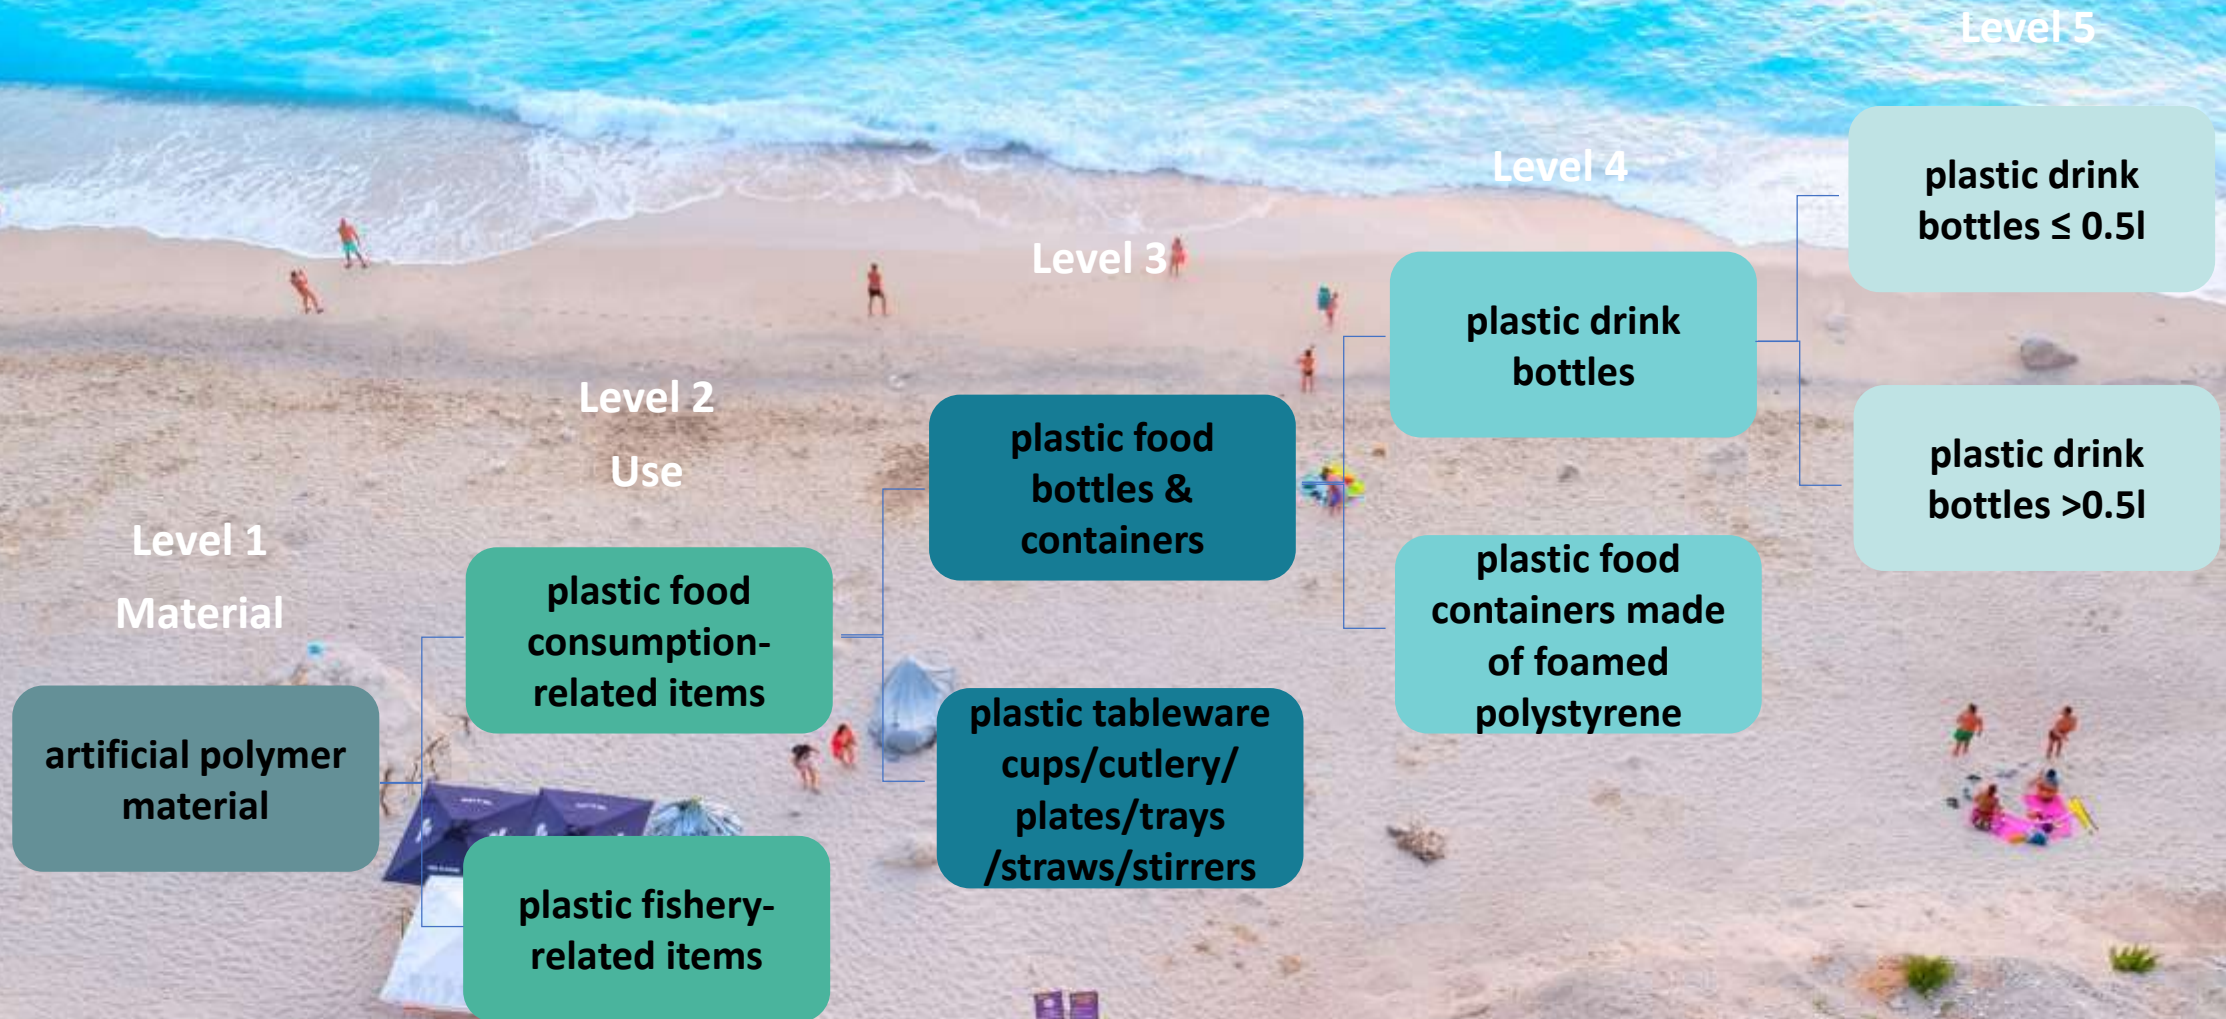 Level 1
Material
artificial polymer
material
Level 2
Use
plastic food
consumption-
related items
plastic fishery-
related items
Level 3
plastic food
bottles &
containers
plastic tableware
cups/cutlery/
plates/trays
/straws/stirrers
Level 4
plastic drink
bottles
plastic food
containers made
of foamed
polystyrene
Level 5
plastic drink
bottles ≤ 0.5l
plastic drink
bottles >0.5l